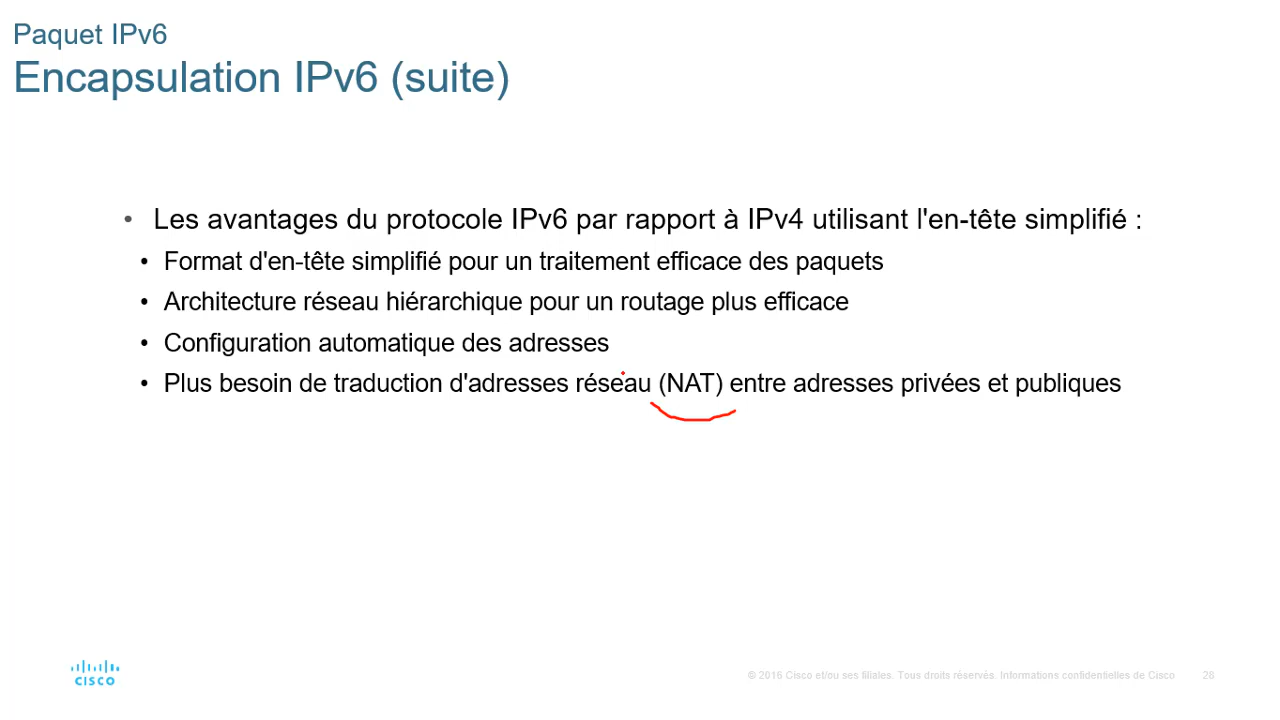 Paquet IPv6
Encapsulation IPv6 (suite)
• Les avantages du protocole IPv6 par rapport à IPv4 utilisant l'en-tête simplifié :
• Format d'en-tête simplifié pour un traitement efficace des paquets
• Architecture réseau hiérarchique pour un routage plus efficace
• Configuration automatique des adresses
• Plus besoin de traduction d'adresses réseau (NAT) entre adresses privées et publiques
CISCO
© 2016 Cisco et/ou ses filiales. Tous droits réservés. Informations confidentielles de Cisco 28